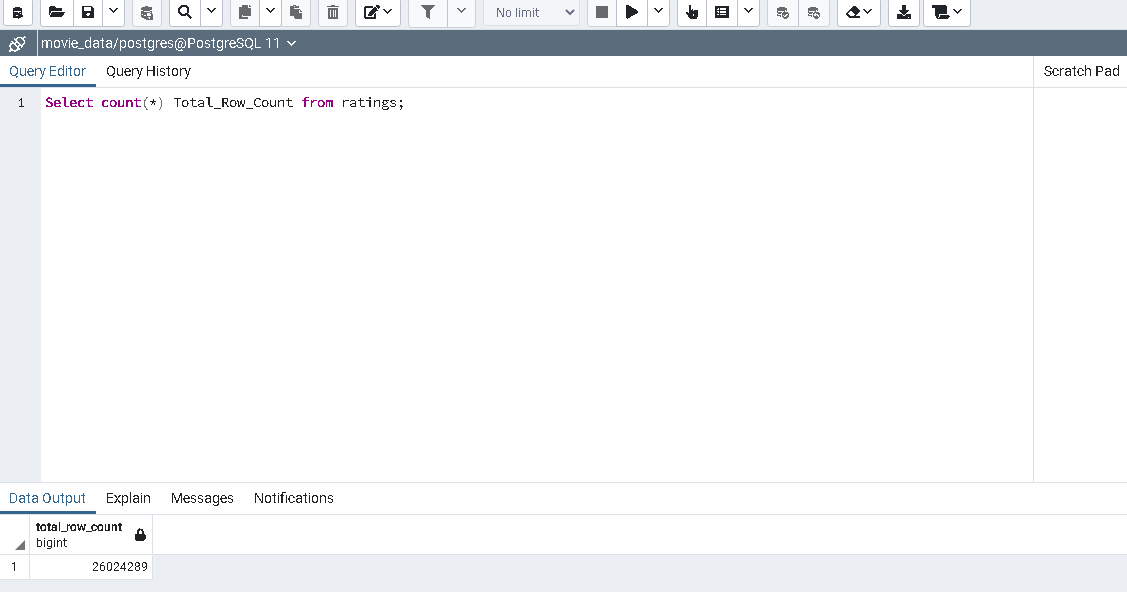 No limit
movie_data/postgres@PostgreSQL 11
Query Editor Query History Scratch Pad
1 Select count(*) Total_Row_Count from ratings;
Data Output Explain Messages Notifications
total_row_count
bigint
1 26024289